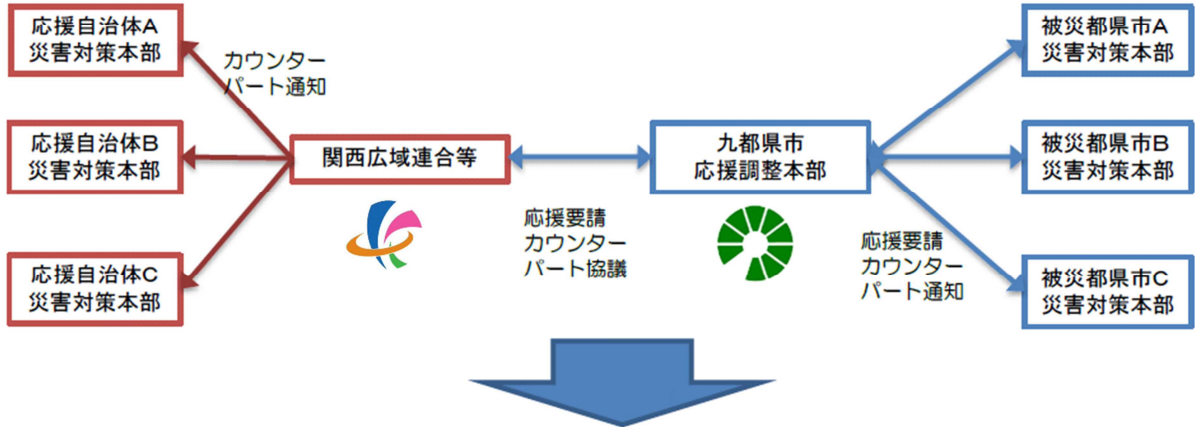 応援自治体A
災害対策本部
カウンター
パート通知
応援自治体B
災害対策本部
応援自治体C
災害対策本部
関西広域連合等
応援要請
カウンター
パート協議
九都県市
応援調整本部
応援要請
カウンター
パート通知
被災都県市A
災害対策本部
被災都県市B
災害対策本部
被災都県市C
災害対策本部